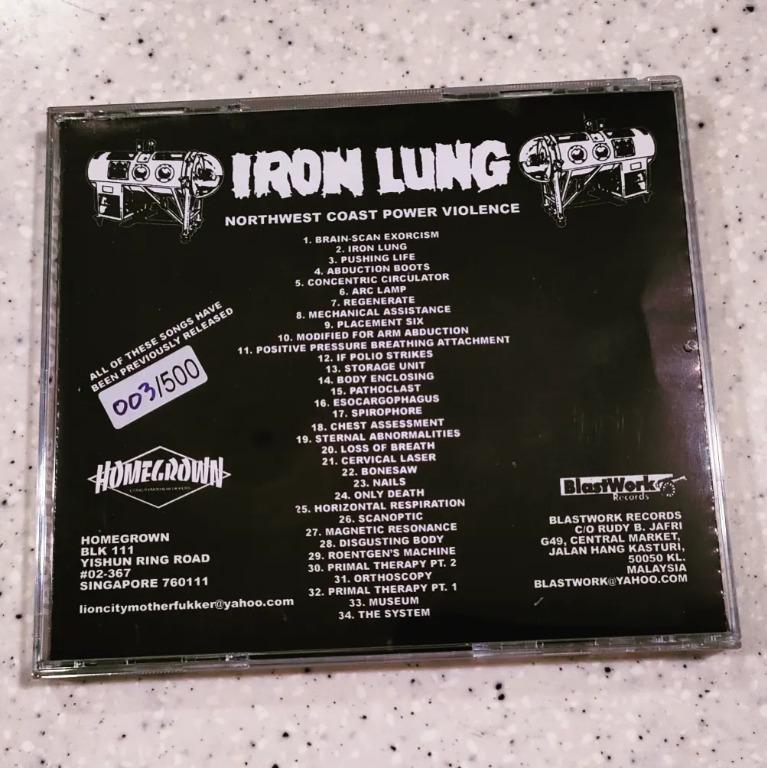 IRON LUNG
NORTHWEST COAST POWER VIOLENCE
1. BRAIN-SCAN EXORCISM
2. IRON LUNG
3. PUSHING LIFE
4. ABDUCTION BOOTS
5. CONCENTRIC CIRCULATOR
6. ARC LAMP
7. REGENERATE
8. MECHANICAL ASSISTANCE
9. PLACEMENT SIX
10. MODIFIED FOR ARM ABDUCTION
11. POSITIVE PRESSURE BREATHING ATTACHMENT
12. IF POLIO STRIKES
13. STORAGE UNIT
14. BODY ENCLOSING
15. PATHOCLAST
16. ESOCARGOPHAGUS
17. SPIROPHORE
18. CHEST ASSESSMENT
19. STERNAL ABNORMALITIES
20. LOSS OF BREATH
21. CERVICAL LASER
22. BONESAW
23. NAILS
24. ONLY DEATH
25. HORIZONTAL RESPIRATION
26. SCANOPTIC
27. MAGNETIC RESONANCE
28. DISGUSTING BODY
29. ROENTGEN'S MACHINE
30. PRIMAL THERAPY PT. 2
31. ORTHOSCOPY
32. PRIMAL THERAPY PT. 1
33. MUSEUM
34. THE SYSTEM
ALL OF THESE SONGS HAVE
BEEN PREVIOUSLY RELEASED
003/500
HOMEGROWN
HOMEGROWN
BLK 111
YISHUN RING ROAD
#02-367
SINGAPORE 760111
lioncitymotherfukker@yahoo.com
BlastWork
Records
BLASTWORK RECORDS
C/O RUDY B. JAFRI
G49, CENTRAL MARKET,
JALAN HANG KASTURI,
50050 KL.
MALAYSIA
BLASTWORK@YAHOO.COM